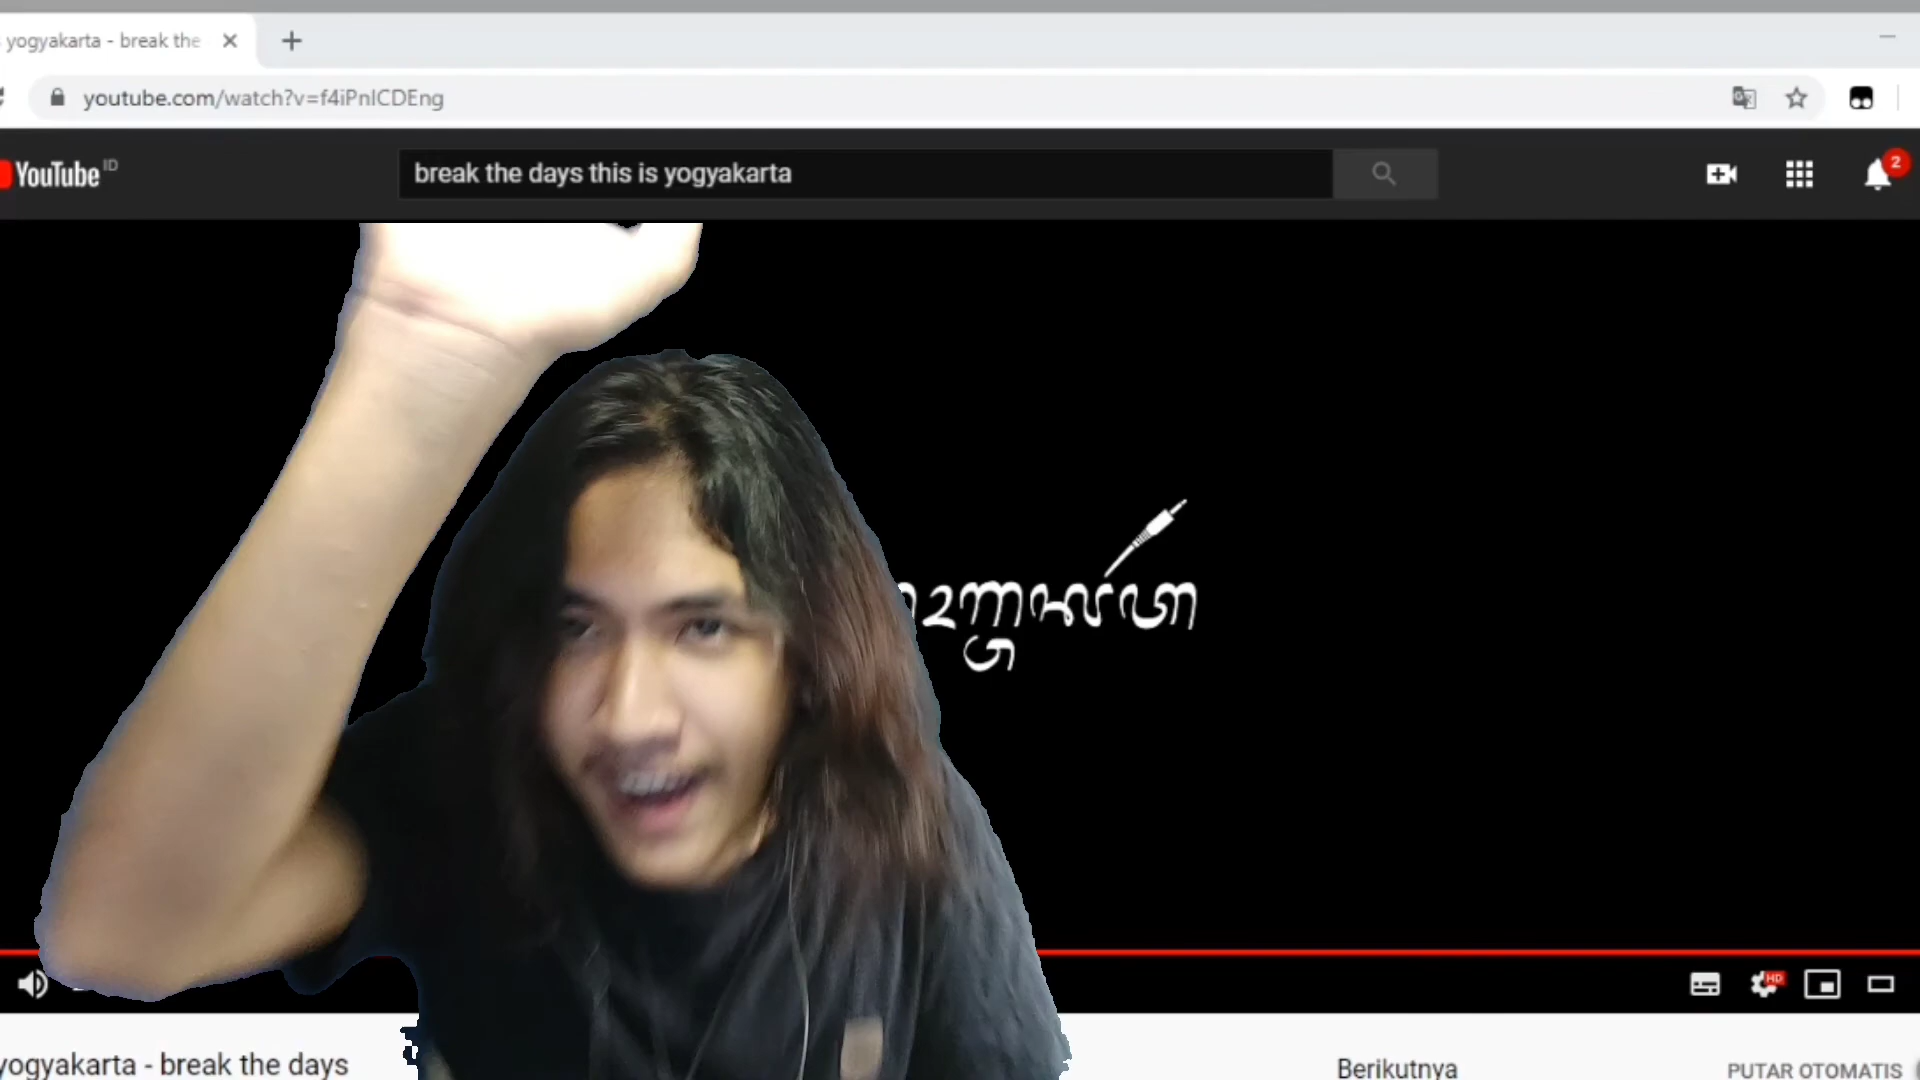 yogyakarta - break the
youtube.com/watch?v=f4iPnICDEng
YouTube ID
break the days this is yogyakarta
2
HD
yogyakarta - break the days
Berikutnya
PUTAR OTOMATIS